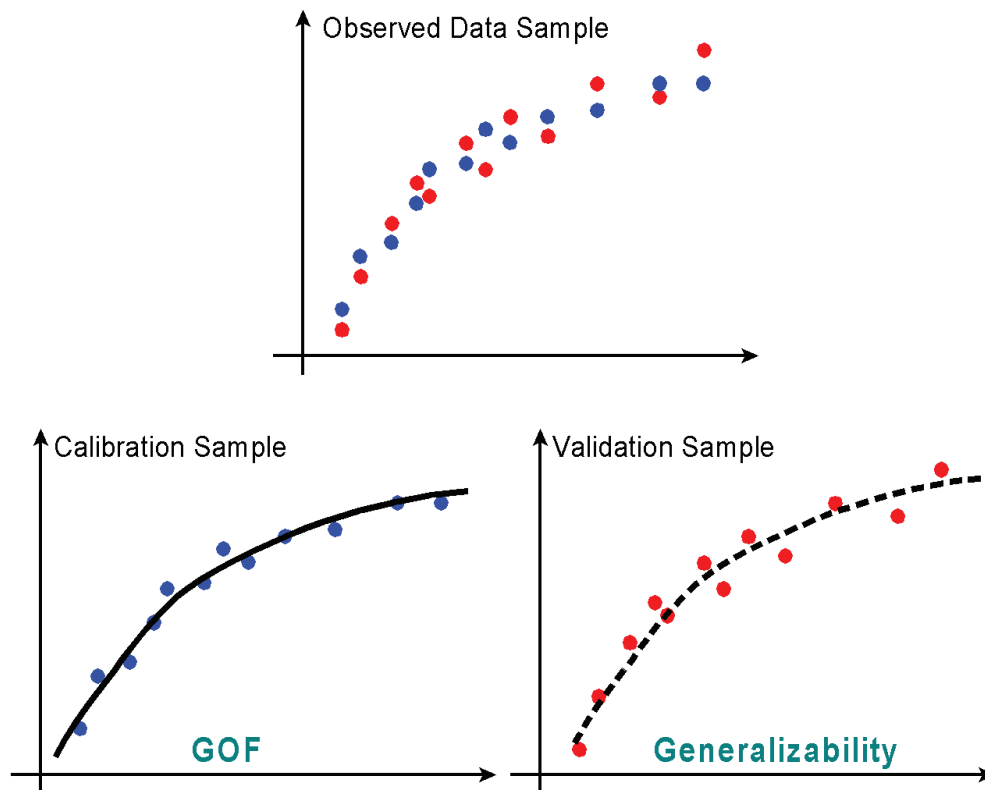 Observed Data Sample
Calibration Sample
GOF
Validation Sample
Generalizability